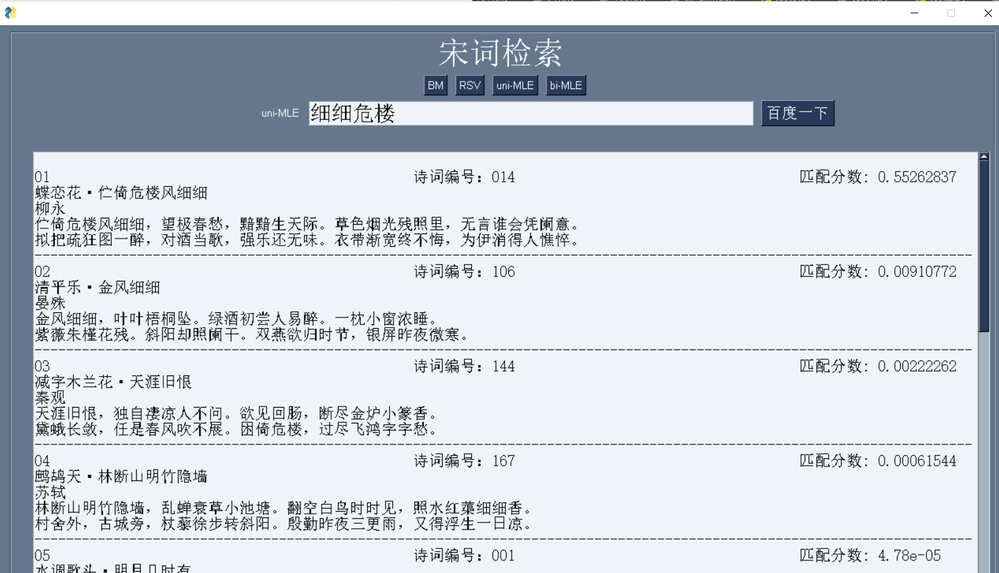 宋词检索
BM RSV uni-MLE bi-MLE
uni-MLE 细细危楼 百度一下
01 诗词编号：014 匹配分数: 0.55262837
蝶恋花·伫倚危楼风细细
柳永
伫倚危楼风细细，望极春愁，黯黯生天际。草色烟光残照里，无言谁会凭阑意。
拟把疏狂图一醉，对酒当歌，强乐还无味。衣带渐宽终不悔，为伊消得人憔悴。
02 诗词编号：106 匹配分数: 0.00910772
清平乐·金风细细
晏殊
金风细细，叶叶梧桐坠。绿酒初尝人易醉。一枕小窗浓睡。
紫薇朱槿花残。斜阳却照阑干。双燕欲归时节，银屏昨夜微寒。
03 诗词编号：144 匹配分数: 0.00222262
减字木兰花·天涯旧恨
秦观
天涯旧恨，独自凄凉人不问。欲见回肠，断尽金炉小篆香。
黛蛾长敛，任是春风吹不展。困倚危楼，过尽飞鸿字字愁。
04 诗词编号：167 匹配分数: 0.00061544
鹧鸪天·林断山明竹隐墙
苏轼
林断山明竹隐墙，乱蝉衰草小池塘。翻空白鸟时时见，照水红蕖细细香。
村舍外，古城旁，杖藜徐步转斜阳。殷勤昨夜三更雨，又得浮生一日凉。
05 诗词编号：001 匹配分数: 4.78e-05
水调歌头·明月几时有